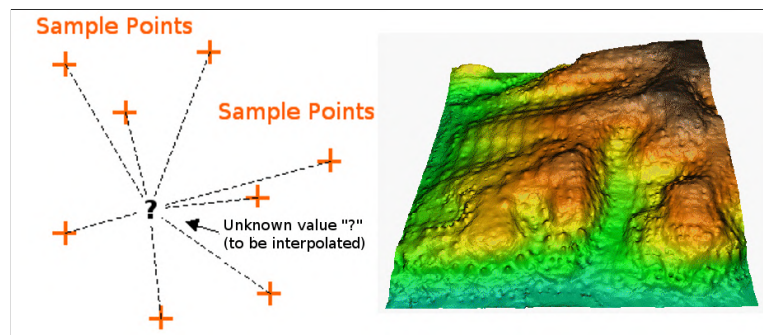 Sample Points
Sample Points
?
Unknown value "?"
(to be interpolated)